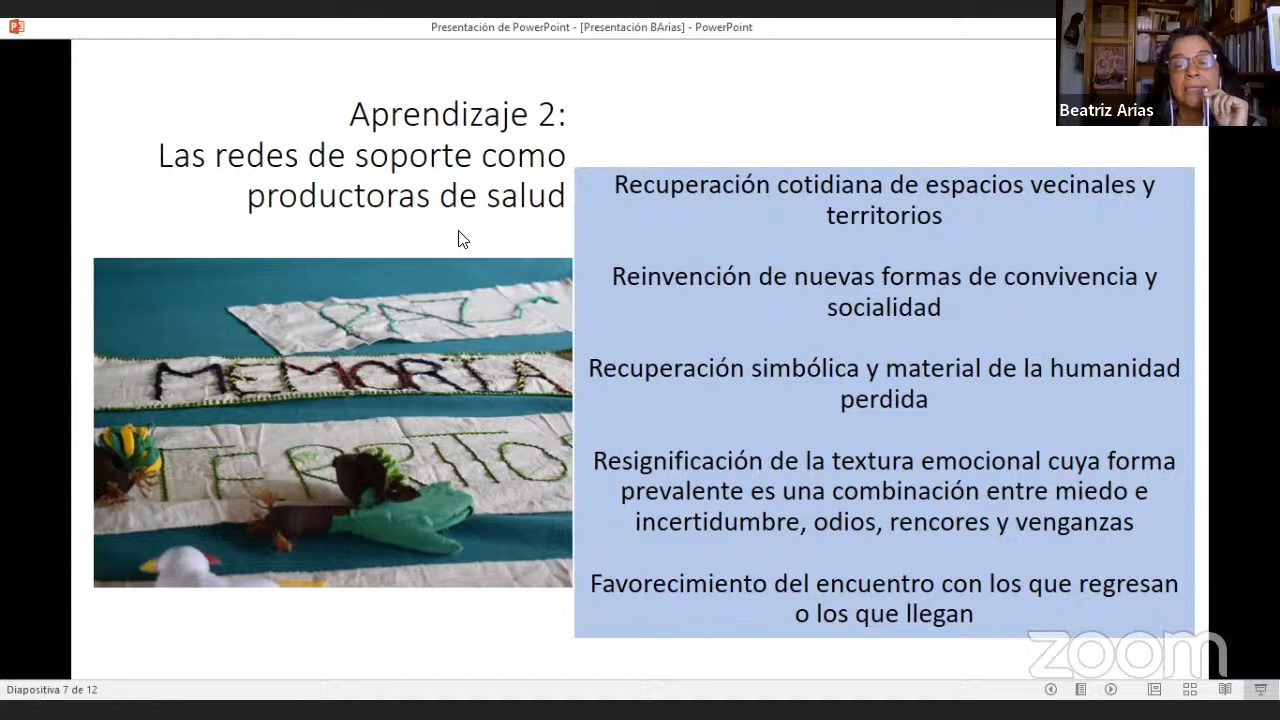 Presentación de PowerPoint - [Presentación BArias] - PowerPoint
Beatriz Arias
Aprendizaje 2:
Las redes de soporte como
productoras de salud
PAZ
MEMORIA
TERRITO
Recuperación cotidiana de espacios vecinales y
territorios
Reinvención de nuevas formas de convivencia y
socialidad
Recuperación simbólica y material de la humanidad
perdida
Resignificación de la textura emocional cuya forma
prevalente es una combinación entre miedo e
incertidumbre, odios, rencores y venganzas
Favorecimiento del encuentro con los que regresan
o los que llegan
zoom
Diapositiva 7 de 12